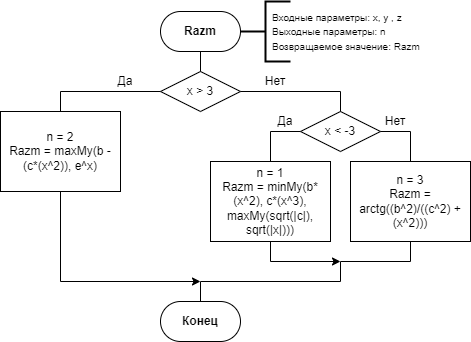 Razm
Входные параметры: x, y , z
Выходные параметры: n
Возвращаемое значение: Razm
Да
x > 3
Нет
n = 2
Razm = maxMy(b -
(c*(x^2)), e^x)
Да
x < -3
Нет
n = 1
Razm = minMy(b*
(x^2), c*(x^3),
maxMy(sqrt(|c|),
sqrt(|x|)))
n = 3
Razm =
arctg((b^2)/((c^2) +
(x^2)))
Конец